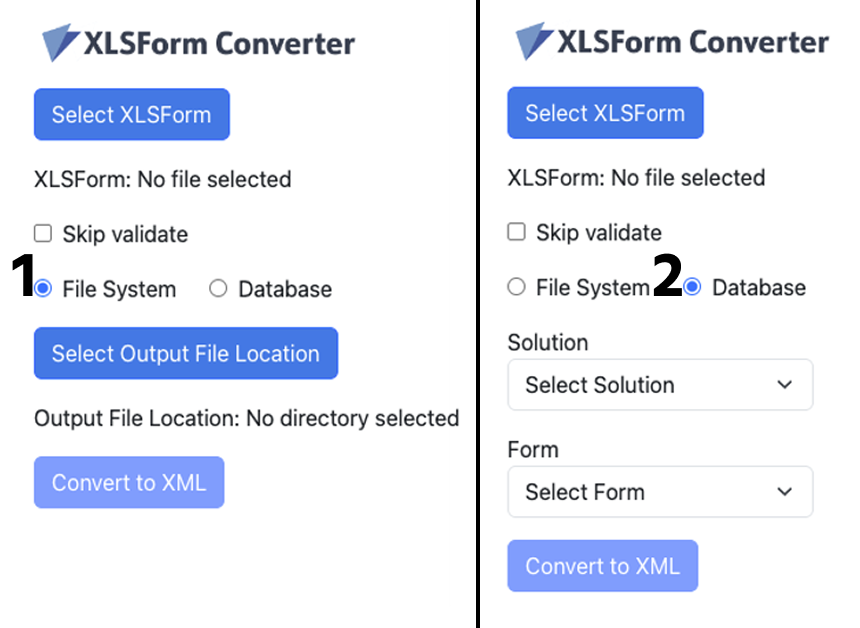 XLSForm Converter
Select XLSForm
XLSForm: No file selected
Skip validate
1
File System
Database
Select Output File Location
Output File Location: No directory selected
Convert to XML
XLSForm Converter
Select XLSForm
XLSForm: No file selected
Skip validate
File System
2
Database
Solution
Select Solution
Form
Select Form
Convert to XML